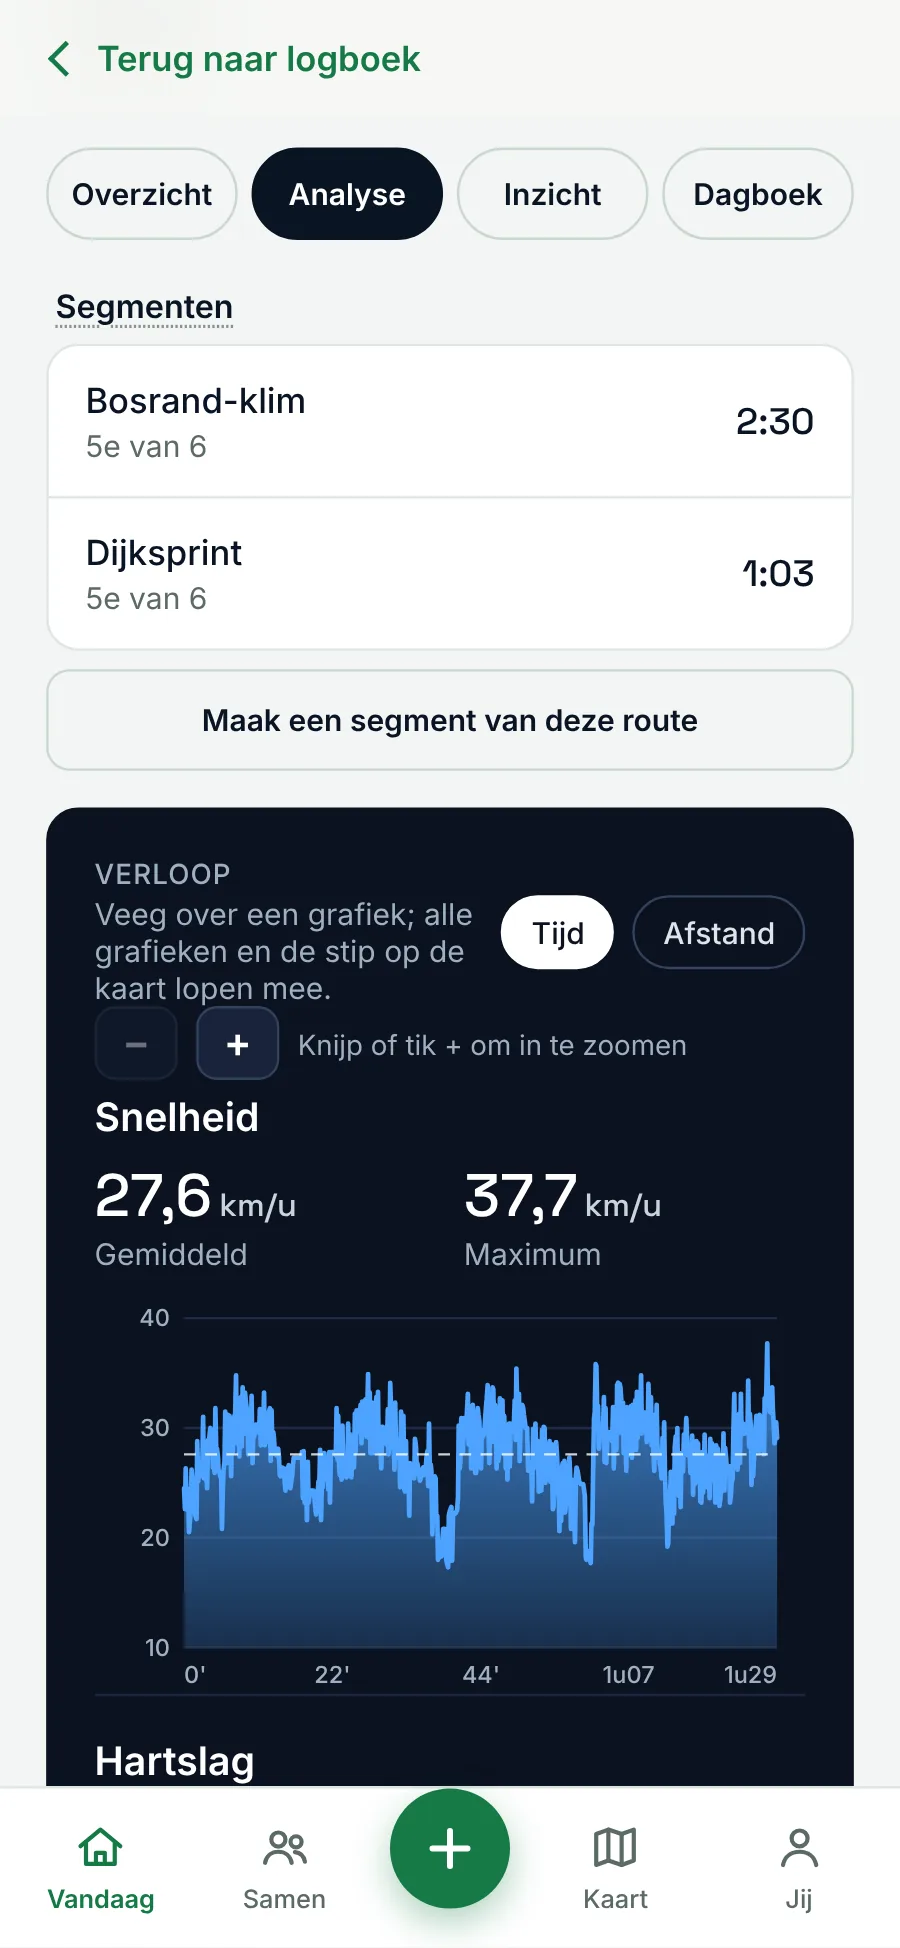 Terug naar logboek
Overzicht
Analyse
Inzicht
Dagboek
Segmenten
Bosrand-klim
5e van 6
2:30
Dijksprint
5e van 6
1:03
Maak een segment van deze route
VERLOOP
Veeg over een grafiek; alle
grafieken en de stip op de
kaart lopen mee.
Tijd
Afstand
− + Knijp of tik + om in te zoomen
Snelheid
27,6 km/u
Gemiddeld
37,7 km/u
Maximum
40
30
20
10
0' 22' 44' 1u07 1u29
Hartslag
Vandaag
Samen
+
Kaart
Jij